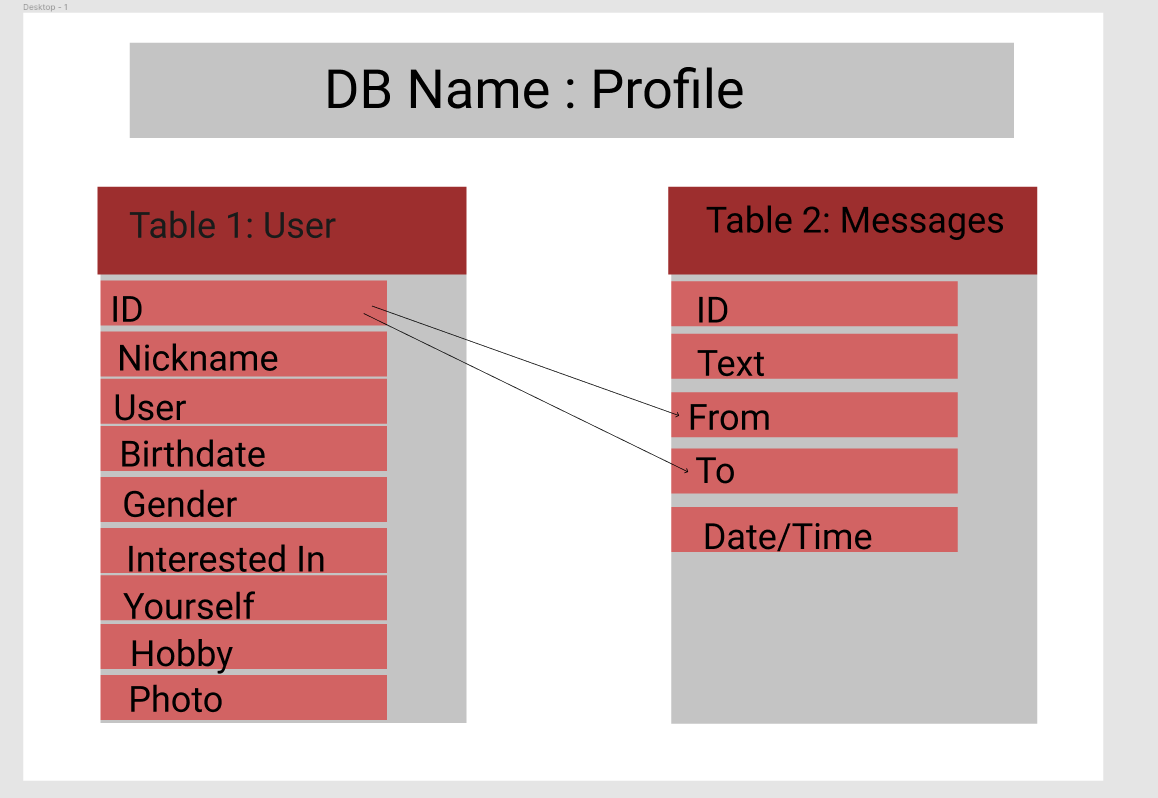 Desktop - 1
DB Name : Profile
Table 1: User
ID
Nickname
User
Birthdate
Gender
Interested In
Yourself
Hobby
Photo
Table 2: Messages
ID
Text
From
To
Date/Time